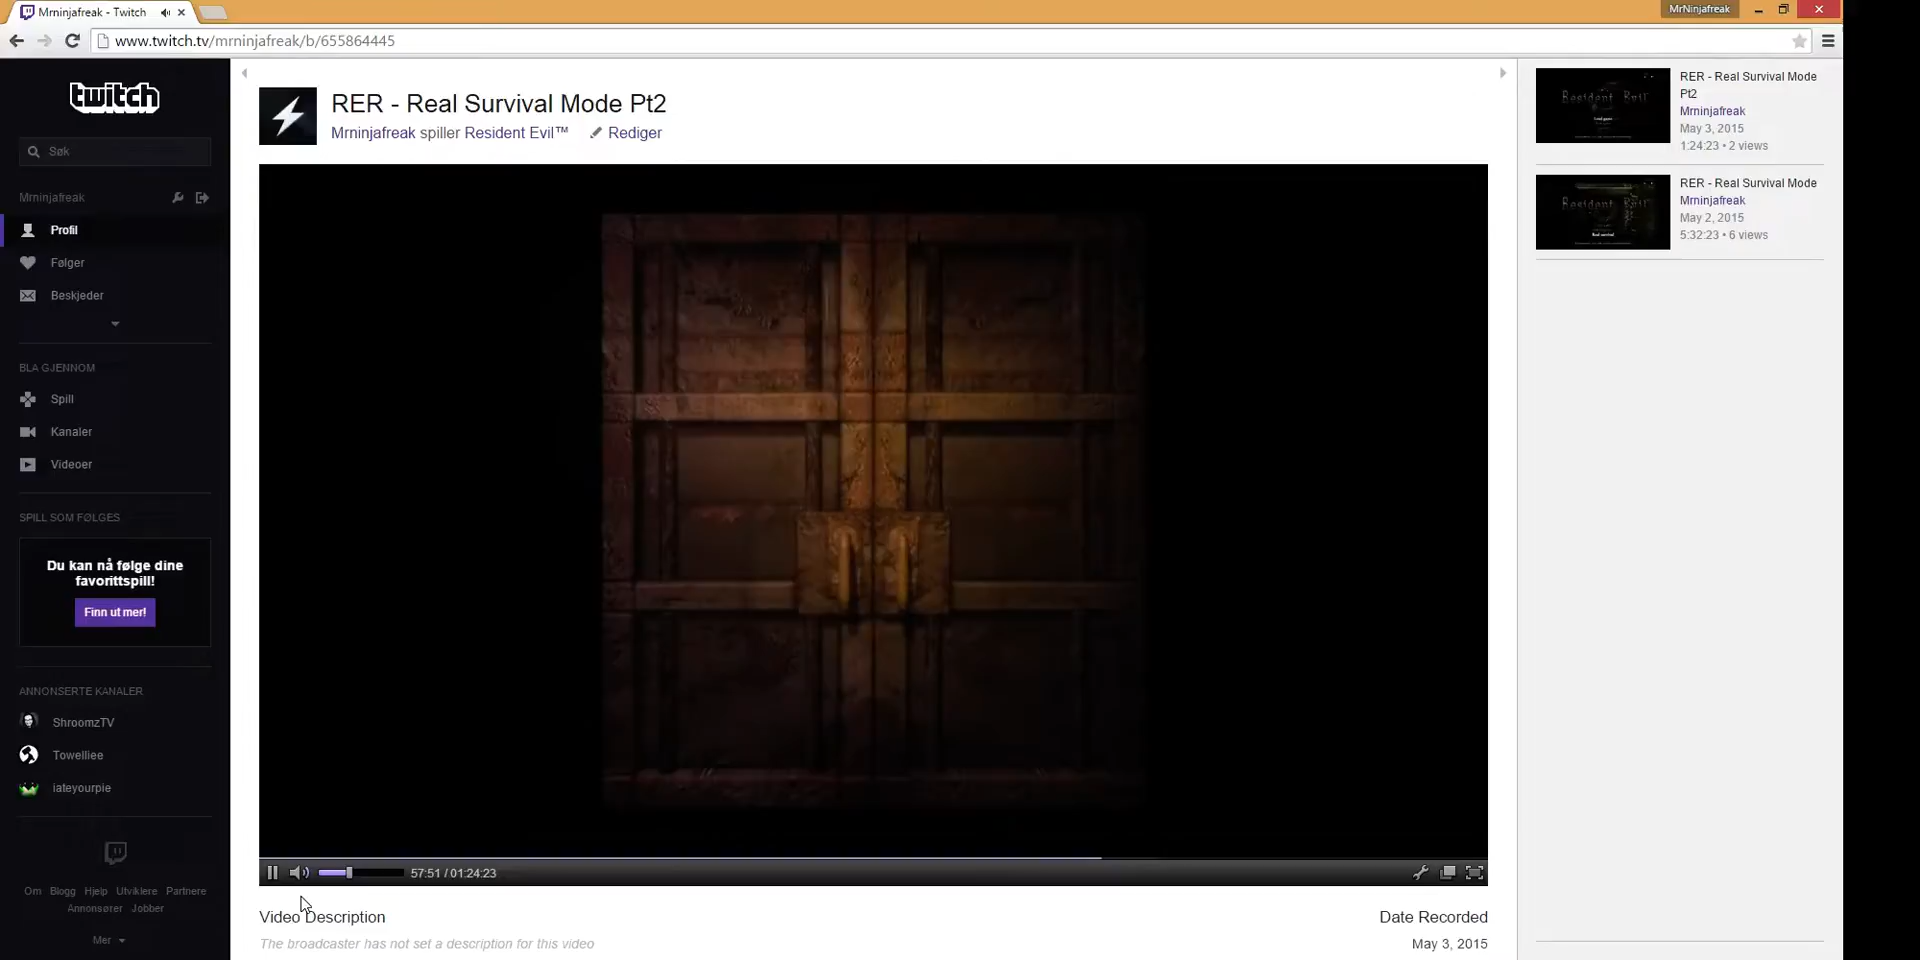 Mrninjafreak - Twitch
MrNinjafreak
www.twitch.tv/mrninjafreak/b/655864445
twitch
Søk
Mrninjafreak
Profil
Følger
Beskjeder
BLA GJENNOM
Spill
Kanaler
Videoer
SPILL SOM FØLGES
Du kan nå følge dine
favorittspill!
Finn ut mer!
ANNONSERTE KANALER
ShroomzTV
Towelliee
iateyourpie
Om Blogg Hjelp Utviklere Partnere
Annonsører Jobber
Mer
RER - Real Survival Mode Pt2
Mrninjafreak spiller Resident Evil™ Rediger
57:51 / 01:24:23
Video Description
The broadcaster has not set a description for this video
Date Recorded
May 3, 2015
Resident Evil
RER - Real Survival Mode
Pt2
Mrninjafreak
May 3, 2015
1:24:23 • 2 views
Resident Evil
RER - Real Survival Mode
Mrninjafreak
May 2, 2015
5:32:23 • 6 views